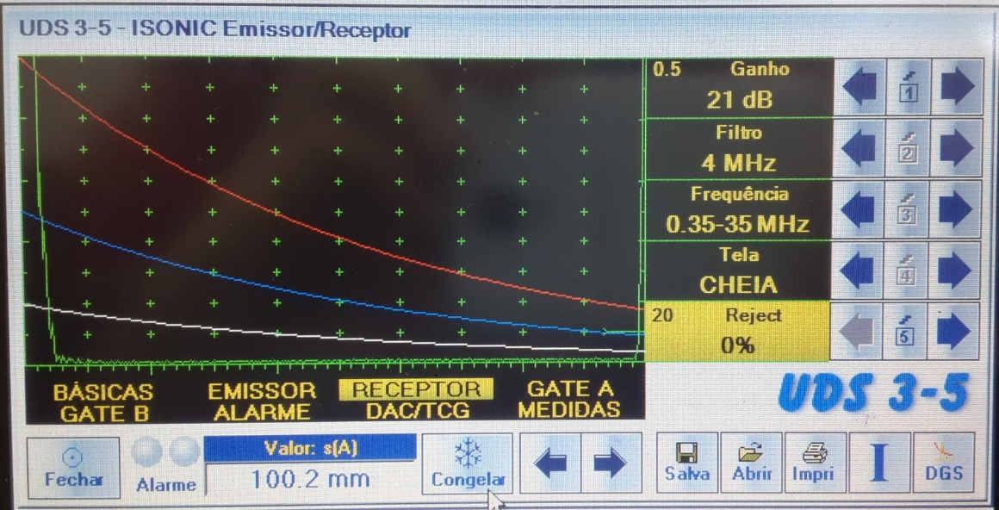 UDS 3-5 - ISONIC Emissor/Receptor
0.5 Ganho
21 dB
1
Filtro
4 MHz
2
Frequência
0.35-35 MHz
3
Tela
CHEIA
4
20 Reject
0%
5
BÁSICAS EMISSOR RECEPTOR GATE A
GATE B ALARME DAC/TCG MEDIDAS
UDS 3-5
Fechar
Alarme
Valor: s(A)
100.2 mm
Congelar
Salva
Abrir
Impri
I
DGS